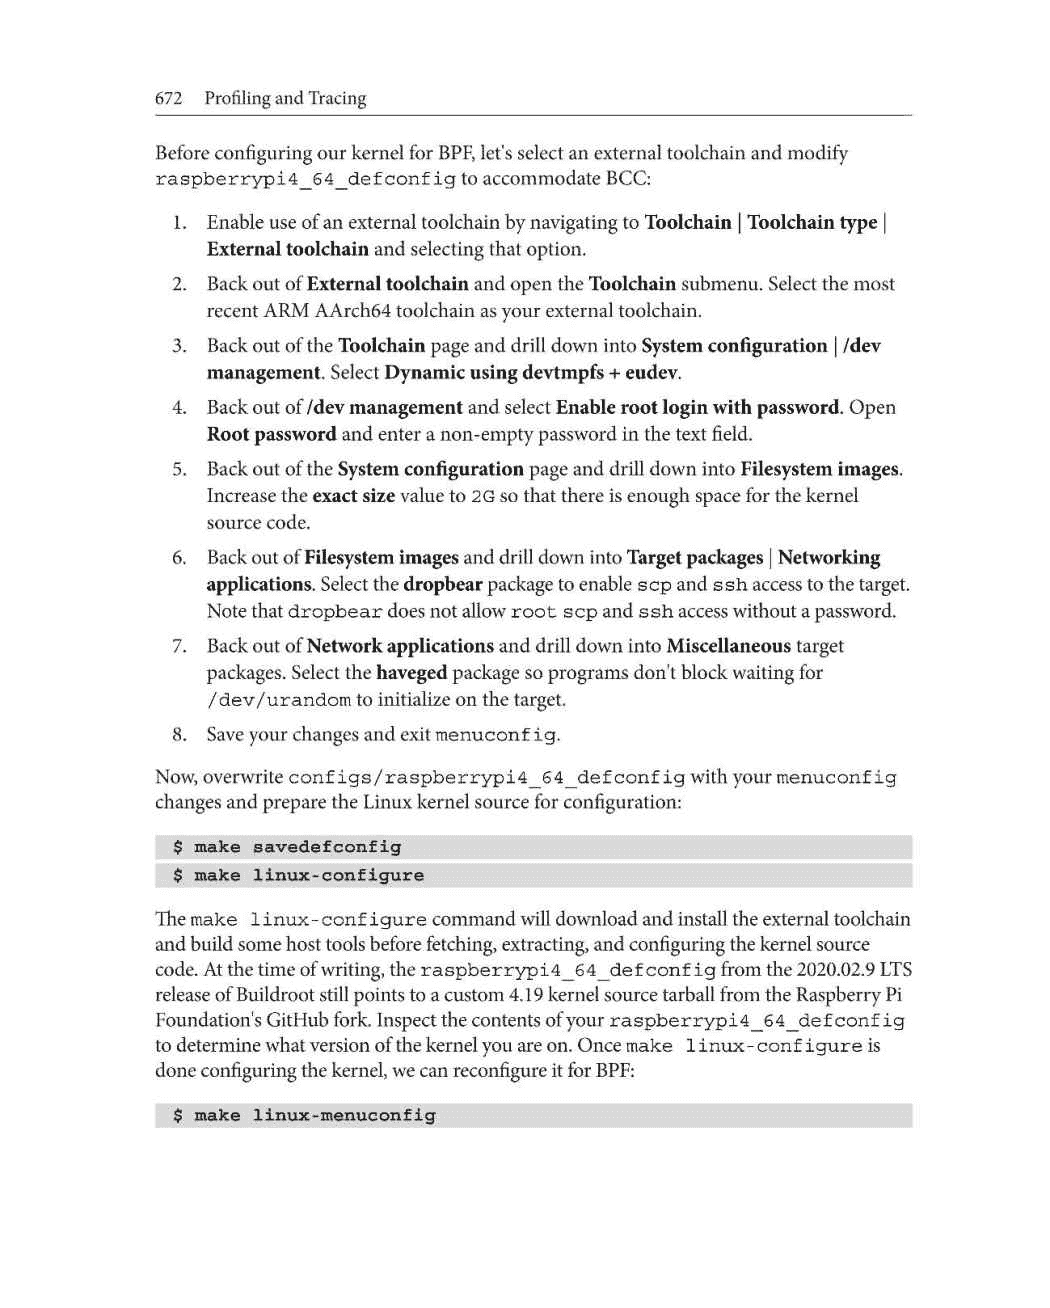 672 Profiling and Tracing
Before configuring our kernel for BPF, let's select an external toolchain and modify
raspberrypi4_64_defconfig to accommodate BCC:
1. Enable use of an external toolchain by navigating to Toolchain | Toolchain type |
External toolchain and selecting that option.
2. Back out of External toolchain and open the Toolchain submenu. Select the most
recent ARM AArch64 toolchain as your external toolchain.
3. Back out of the Toolchain page and drill down into System configuration | /dev
management. Select Dynamic using devtmpfs + eudev.
4. Back out of /dev management and select Enable root login with password. Open
Root password and enter a non-empty password in the text field.
5. Back out of the System configuration page and drill down into Filesystem images.
Increase the exact size value to 2G so that there is enough space for the kernel
source code.
6. Back out of Filesystem images and drill down into Target packages | Networking
applications. Select the dropbear package to enable scp and ssh access to the target.
Note that dropbear does not allow root scp and ssh access without a password.
7. Back out of Network applications and drill down into Miscellaneous target
packages. Select the haveged package so programs don't block waiting for
/dev/urandom to initialize on the target.
8. Save your changes and exit menuconfig.
Now, overwrite configs/raspberrypi4_64_defconfig with your menuconfig
changes and prepare the Linux kernel source for configuration:
$ make savedefconfig
$ make linux-configure
The make linux-configure command will download and install the external toolchain
and build some host tools before fetching, extracting, and configuring the kernel source
code. At the time of writing, the raspberrypi4_64_defconfig from the 2020.02.9 LTS
release of Buildroot still points to a custom 4.19 kernel source tarball from the Raspberry Pi
Foundation's GitHub fork. Inspect the contents of your raspberrypi4_64_defconfig
to determine what version of the kernel you are on. Once make linux-configure is
done configuring the kernel, we can reconfigure it for BPF:
$ make linux-menuconfig